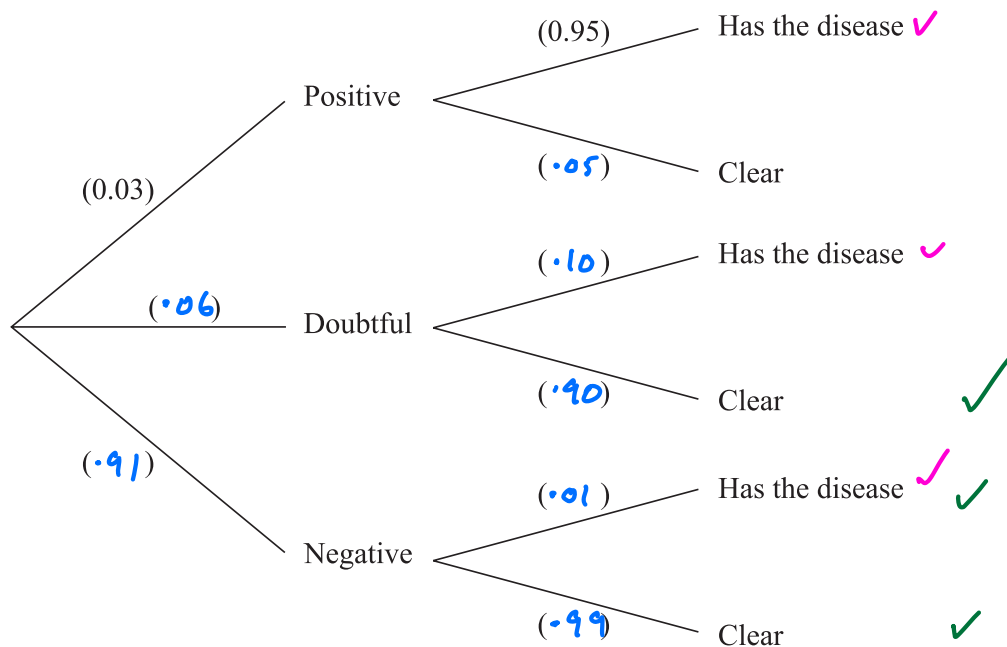 (0.95)
Has the disease ✓
Positive
(.05)
Clear
(0.03)
(.10)
Has the disease ✓
(.06)
Doubtful
(.90)
Clear ✓
(.91)
(.01)
Has the disease ✓ ✓
Negative
(.99)
Clear ✓